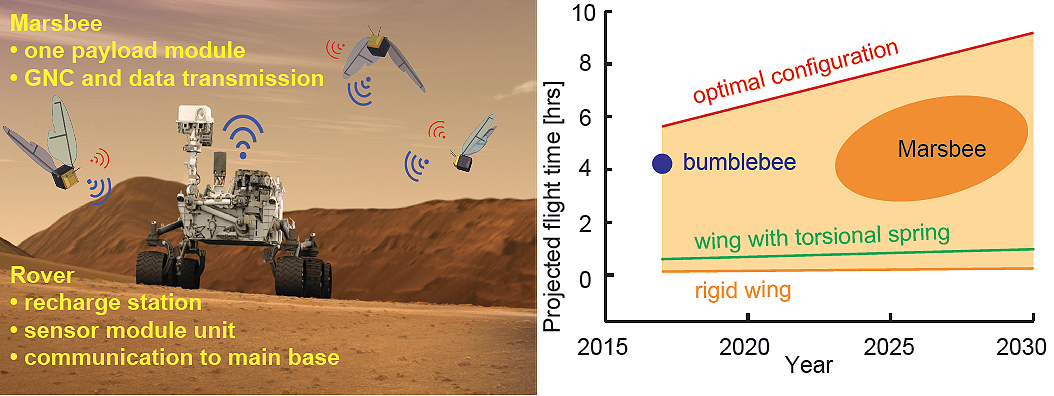 Marsbee
• one payload module
• GNC and data transmission
Rover
• recharge station
• sensor module unit
• communication to main base
Projected flight time [hrs]
10
8
6
4
2
0
optimal configuration
bumblebee
Marsbee
wing with torsional spring
rigid wing
2015
2020
2025
2030
Year